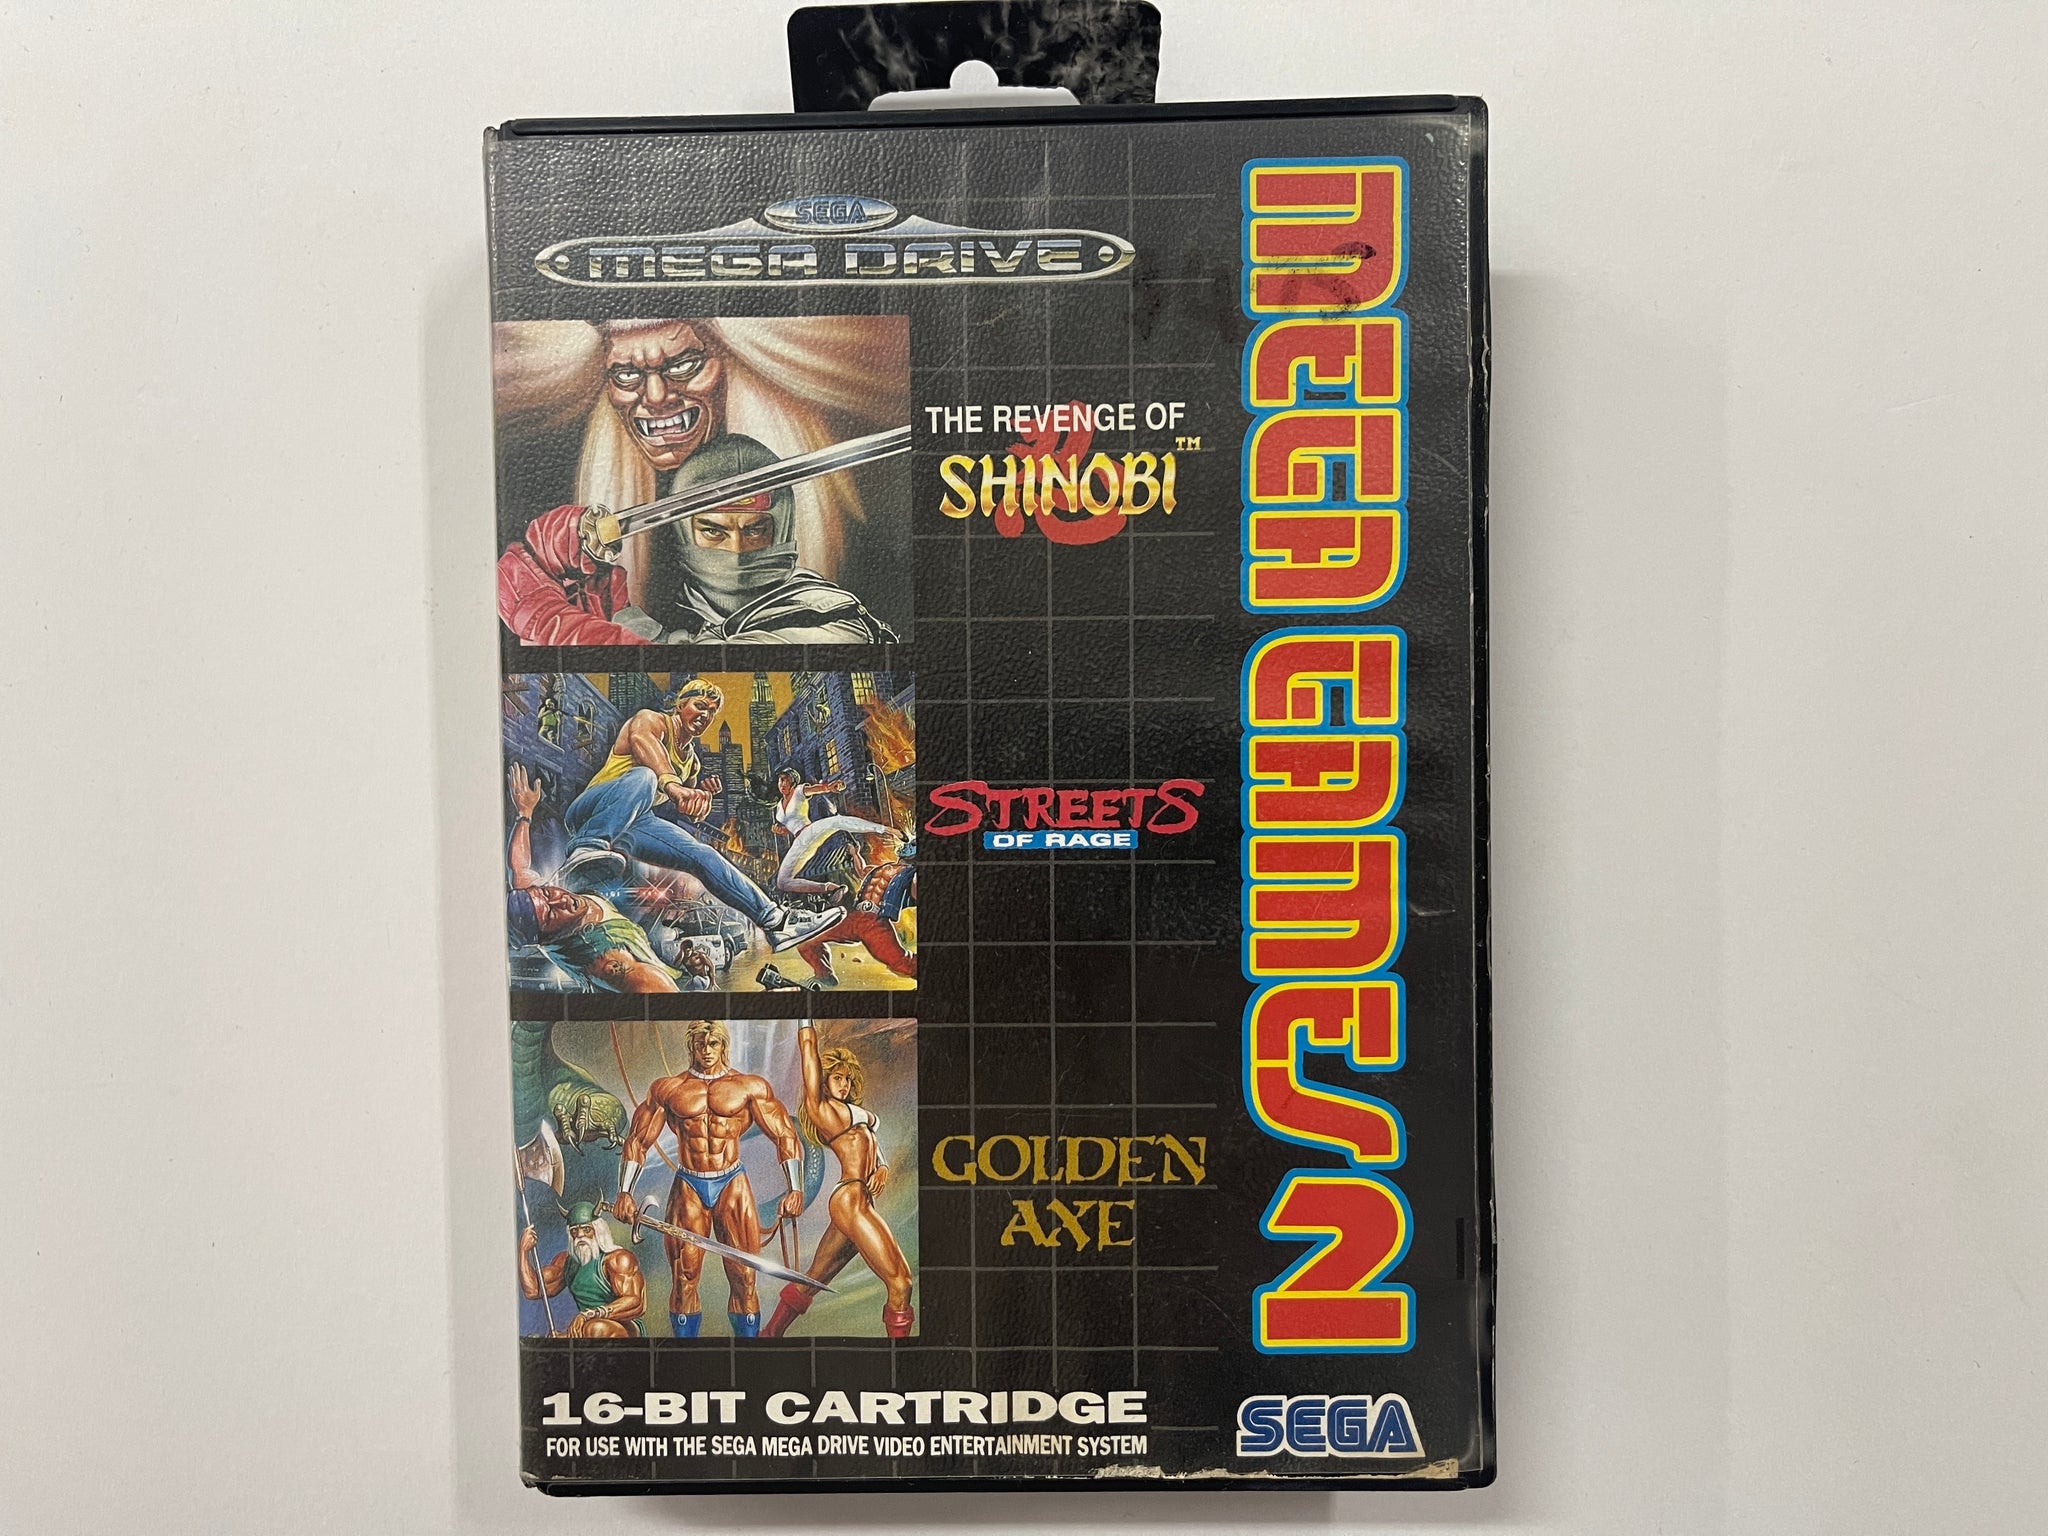 SEGA
MEGA DRIVE
THE REVENGE OF
SHINOBI™
忍
STREETS
OF RAGE
GOLDEN
AXE
MEGA GAMES 2
16-BIT CARTRIDGE
FOR USE WITH THE SEGA MEGA DRIVE VIDEO ENTERTAINMENT SYSTEM
SEGA